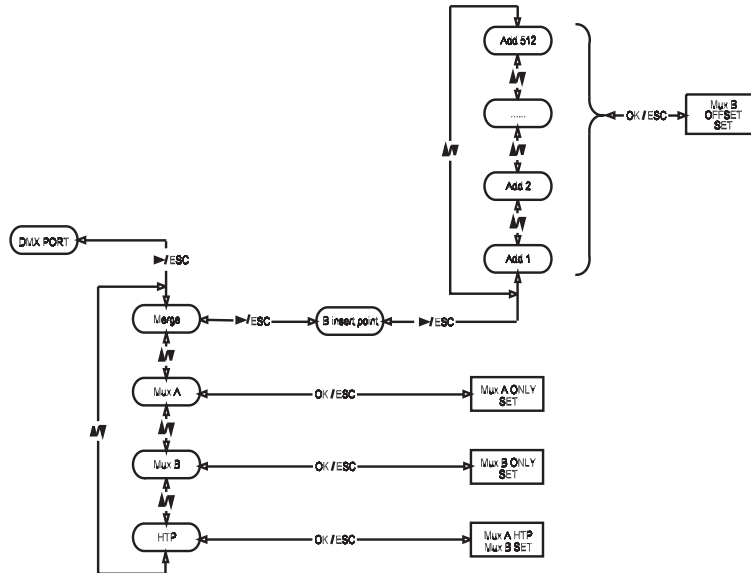 Add 512
......
Add 2
Add 1
OK / ESC
Mux B
OFFSET
SET
DMX PORT
►/ESC
Merge
►/ESC
B insert point
►/ESC
Mux A
OK / ESC
Mux A ONLY
SET
Mux B
OK / ESC
Mux B ONLY
SET
HTP
OK / ESC
Mux A HTP
Mux B SET